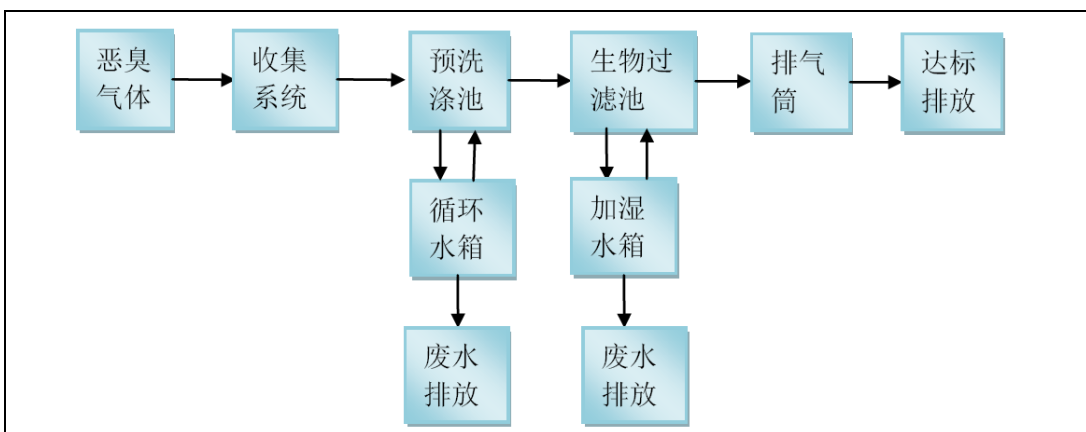 恶臭
气体
收集
系统
预洗
涤池
生物过
滤池
排气
筒
达标
排放
循环
水箱
加湿
水箱
废水
排放
废水
排放